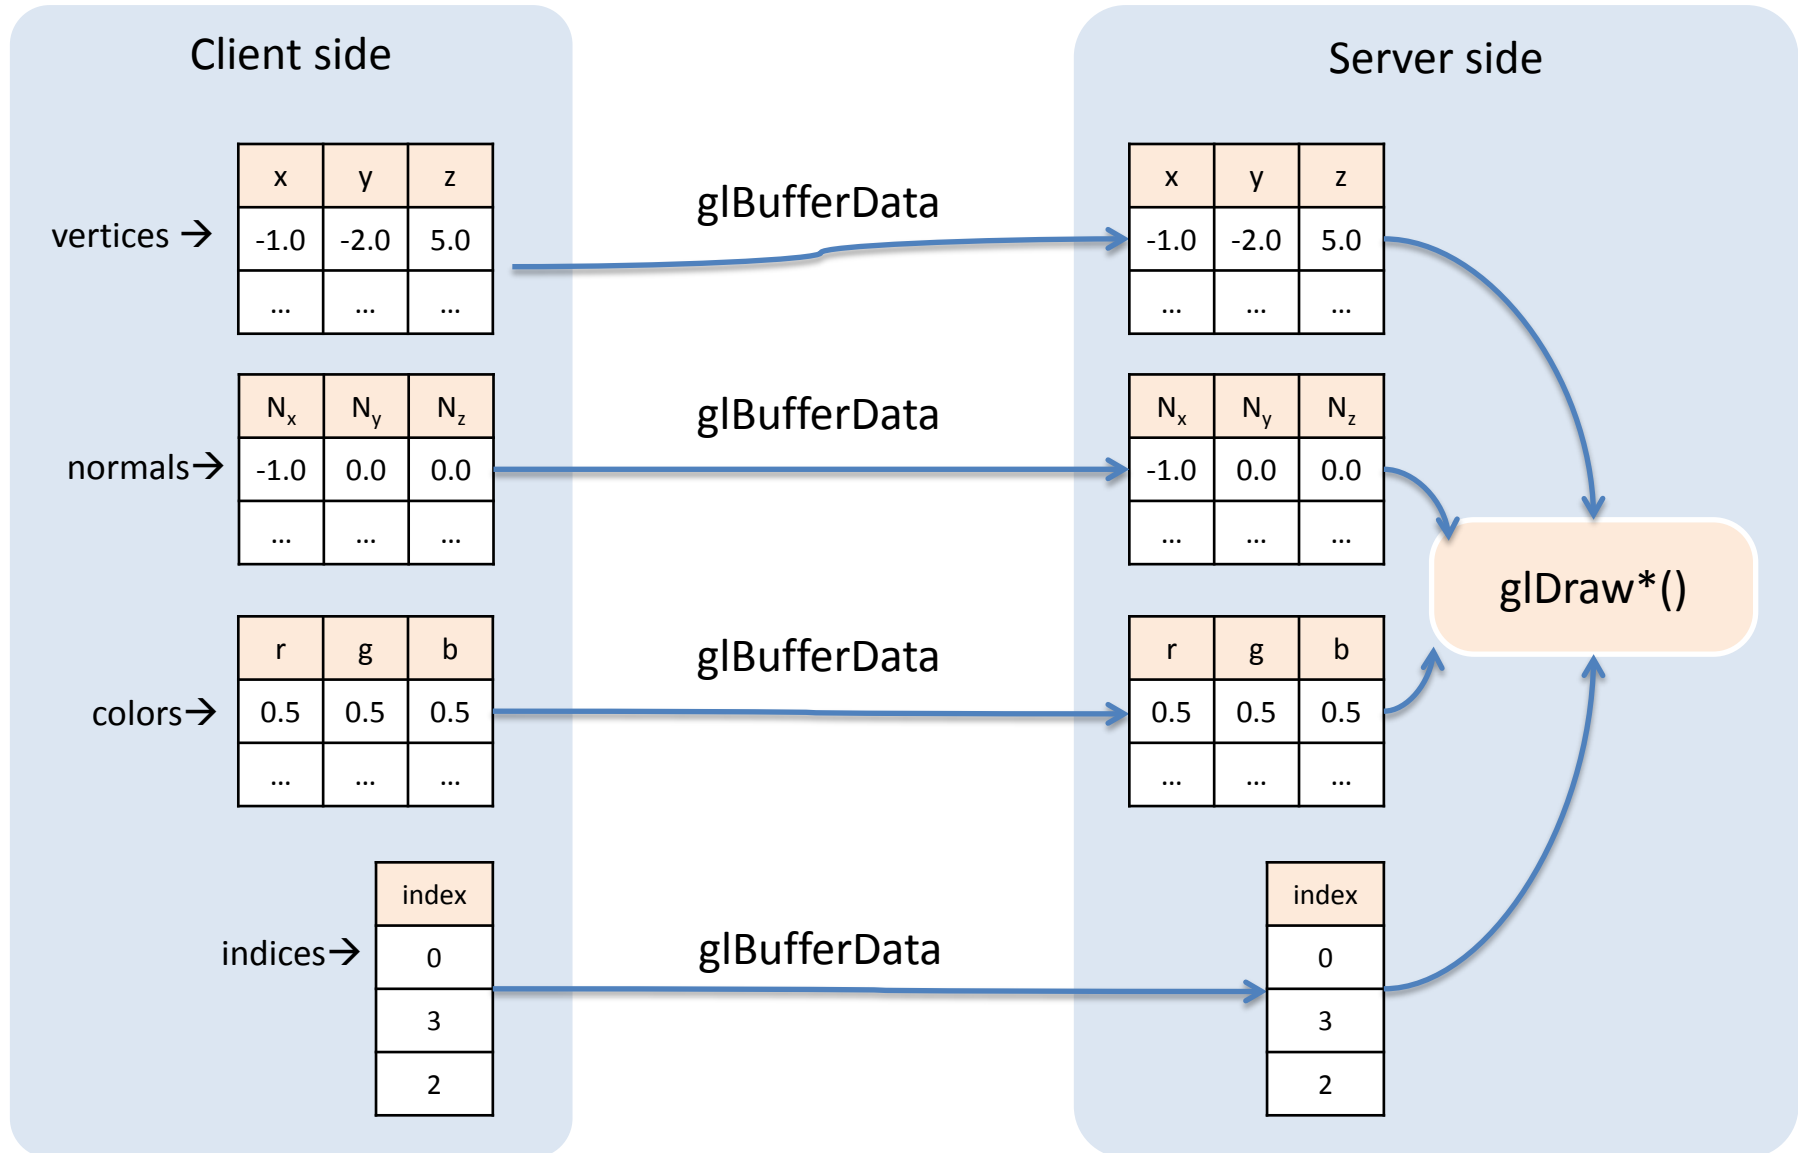 Client side
Server side
vertices →
x y z
-1.0 -2.0 5.0
... ... ...
glBufferData
x y z
-1.0 -2.0 5.0
... ... ...
normals→
Nx Ny Nz
-1.0 0.0 0.0
... ... ...
glBufferData
Nx Ny Nz
-1.0 0.0 0.0
... ... ...
glDraw*()
colors→
r g b
0.5 0.5 0.5
... ... ...
glBufferData
r g b
0.5 0.5 0.5
... ... ...
indices→
index
0
3
2
glBufferData
index
0
3
2